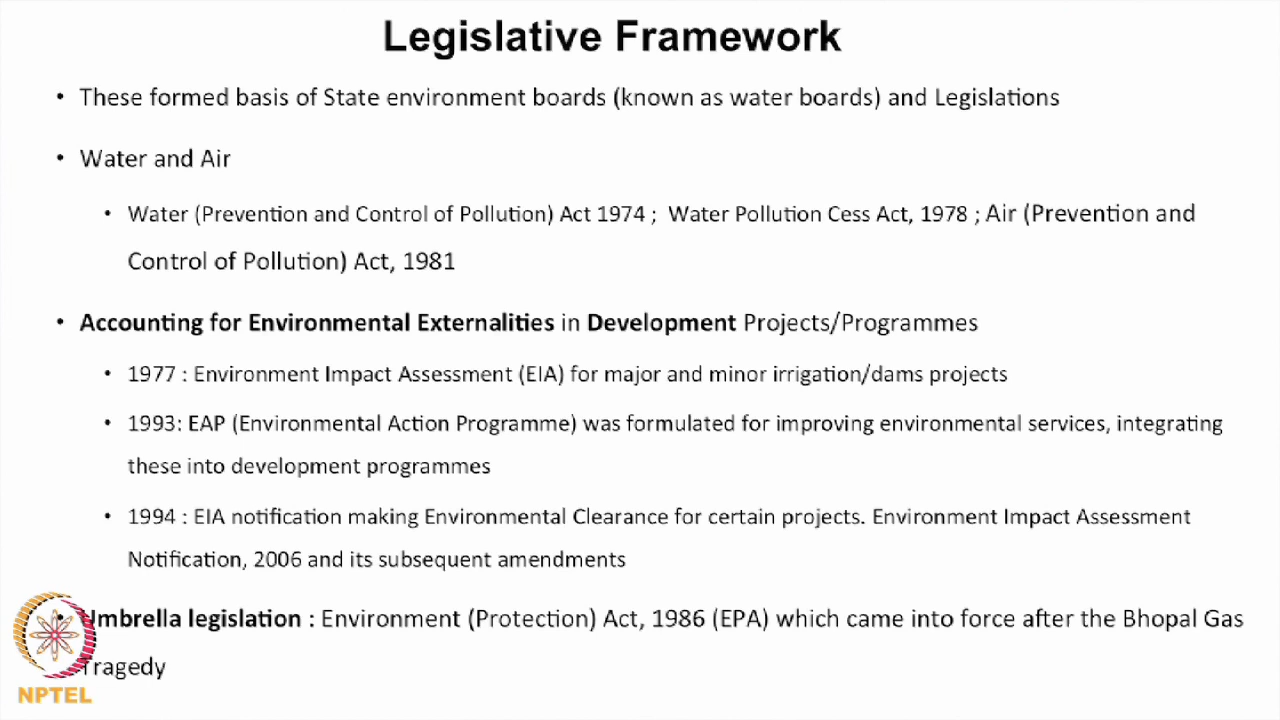 Legislative Framework
• These formed basis of State environment boards (known as water boards) and Legislations
• Water and Air
• Water (Prevention and Control of Pollution) Act 1974 ; Water Pollution Cess Act, 1978 ; Air (Prevention and
Control of Pollution) Act, 1981
• Accounting for Environmental Externalities in Development Projects/Programmes
• 1977 : Environment Impact Assessment (EIA) for major and minor irrigation/dams projects
• 1993: EAP (Environmental Action Programme) was formulated for improving environmental services, integrating
these into development programmes
• 1994 : EIA notification making Environmental Clearance for certain projects. Environment Impact Assessment
Notification, 2006 and its subsequent amendments
• Umbrella legislation : Environment (Protection) Act, 1986 (EPA) which came into force after the Bhopal Gas
Tragedy
NPTEL